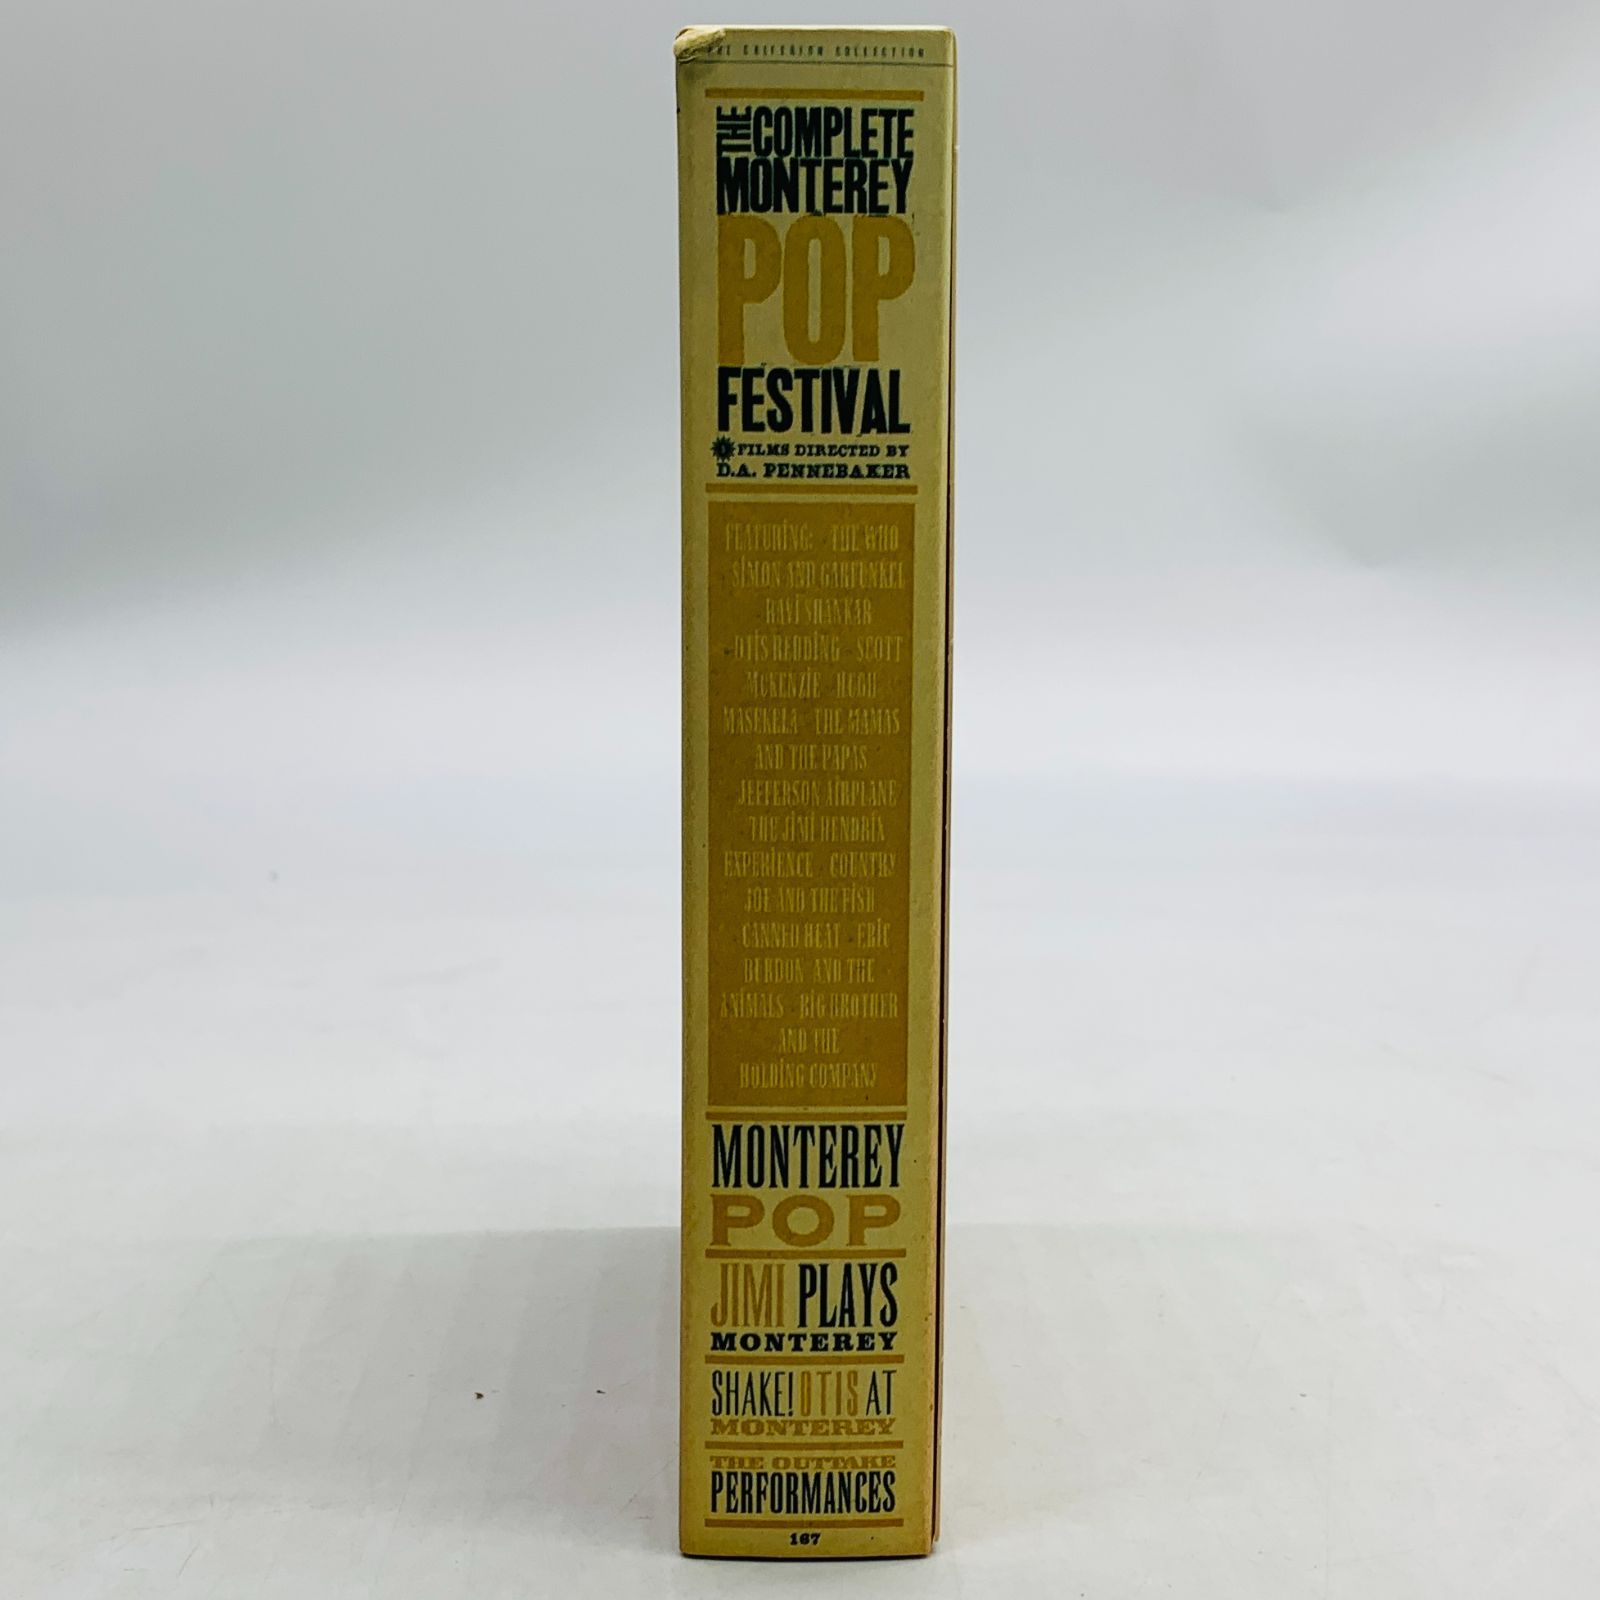 THE CRITERION COLLECTION
THE COMPLETE
MONTEREY
POP
FESTIVAL
FILMS DIRECTED BY
D.A. PENNEBAKER
FEATURING: THE WHO
SIMON AND GARFUNKEL
RAVI SHANKAR
OTIS REDDING SCOTT
MCKENZIE HUGH
MASEKELA THE MAMAS
AND THE PAPAS
JEFFERSON AIRPLANE
THE JIMI HENDRIX
EXPERIENCE COUNTRY
JOE AND THE FISH
CANNED HEAT ERIC
BURDON AND THE
ANIMALS BIG BROTHER
AND THE
HOLDING COMPANY
MONTEREY
POP
JIMI PLAYS
MONTEREY
SHAKE! OTIS AT
MONTEREY
THE OUTTAKE
PERFORMANCES
167